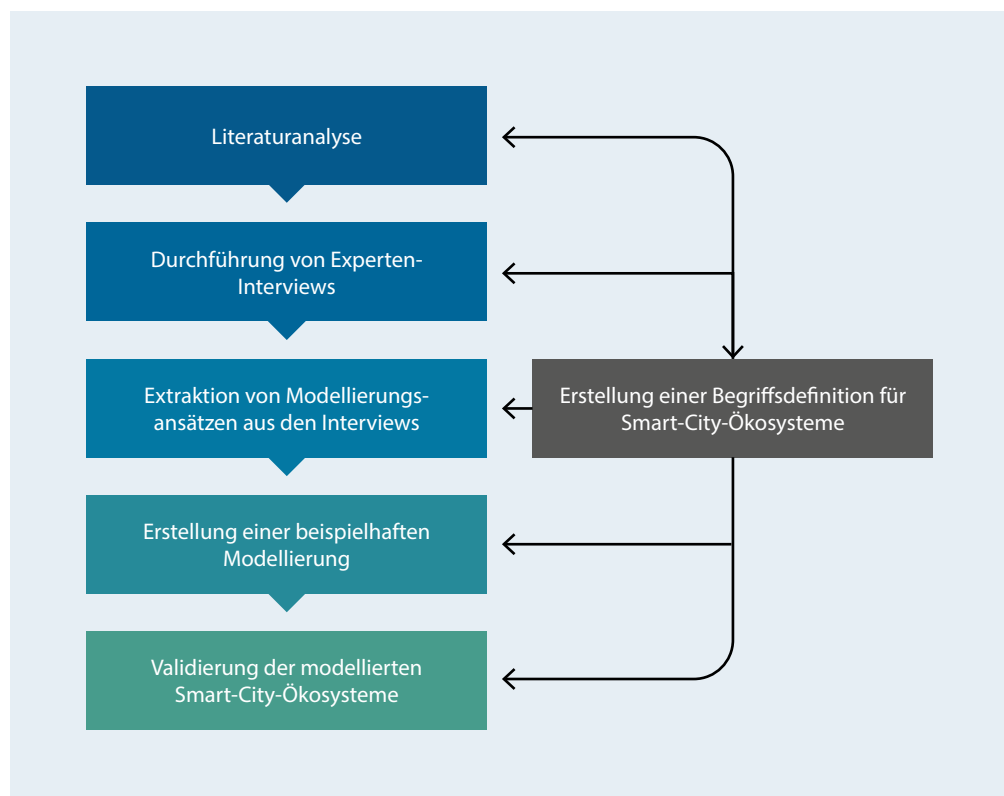 Literaturanalyse
Durchführung von Experten-
Interviews
Extraktion von Modellierungs-
ansätzen aus den Interviews
Erstellung einer Begriffsdefinition für
Smart-City-Ökosysteme
Erstellung einer beispielhaften
Modellierung
Validierung der modellierten
Smart-City-Ökosysteme